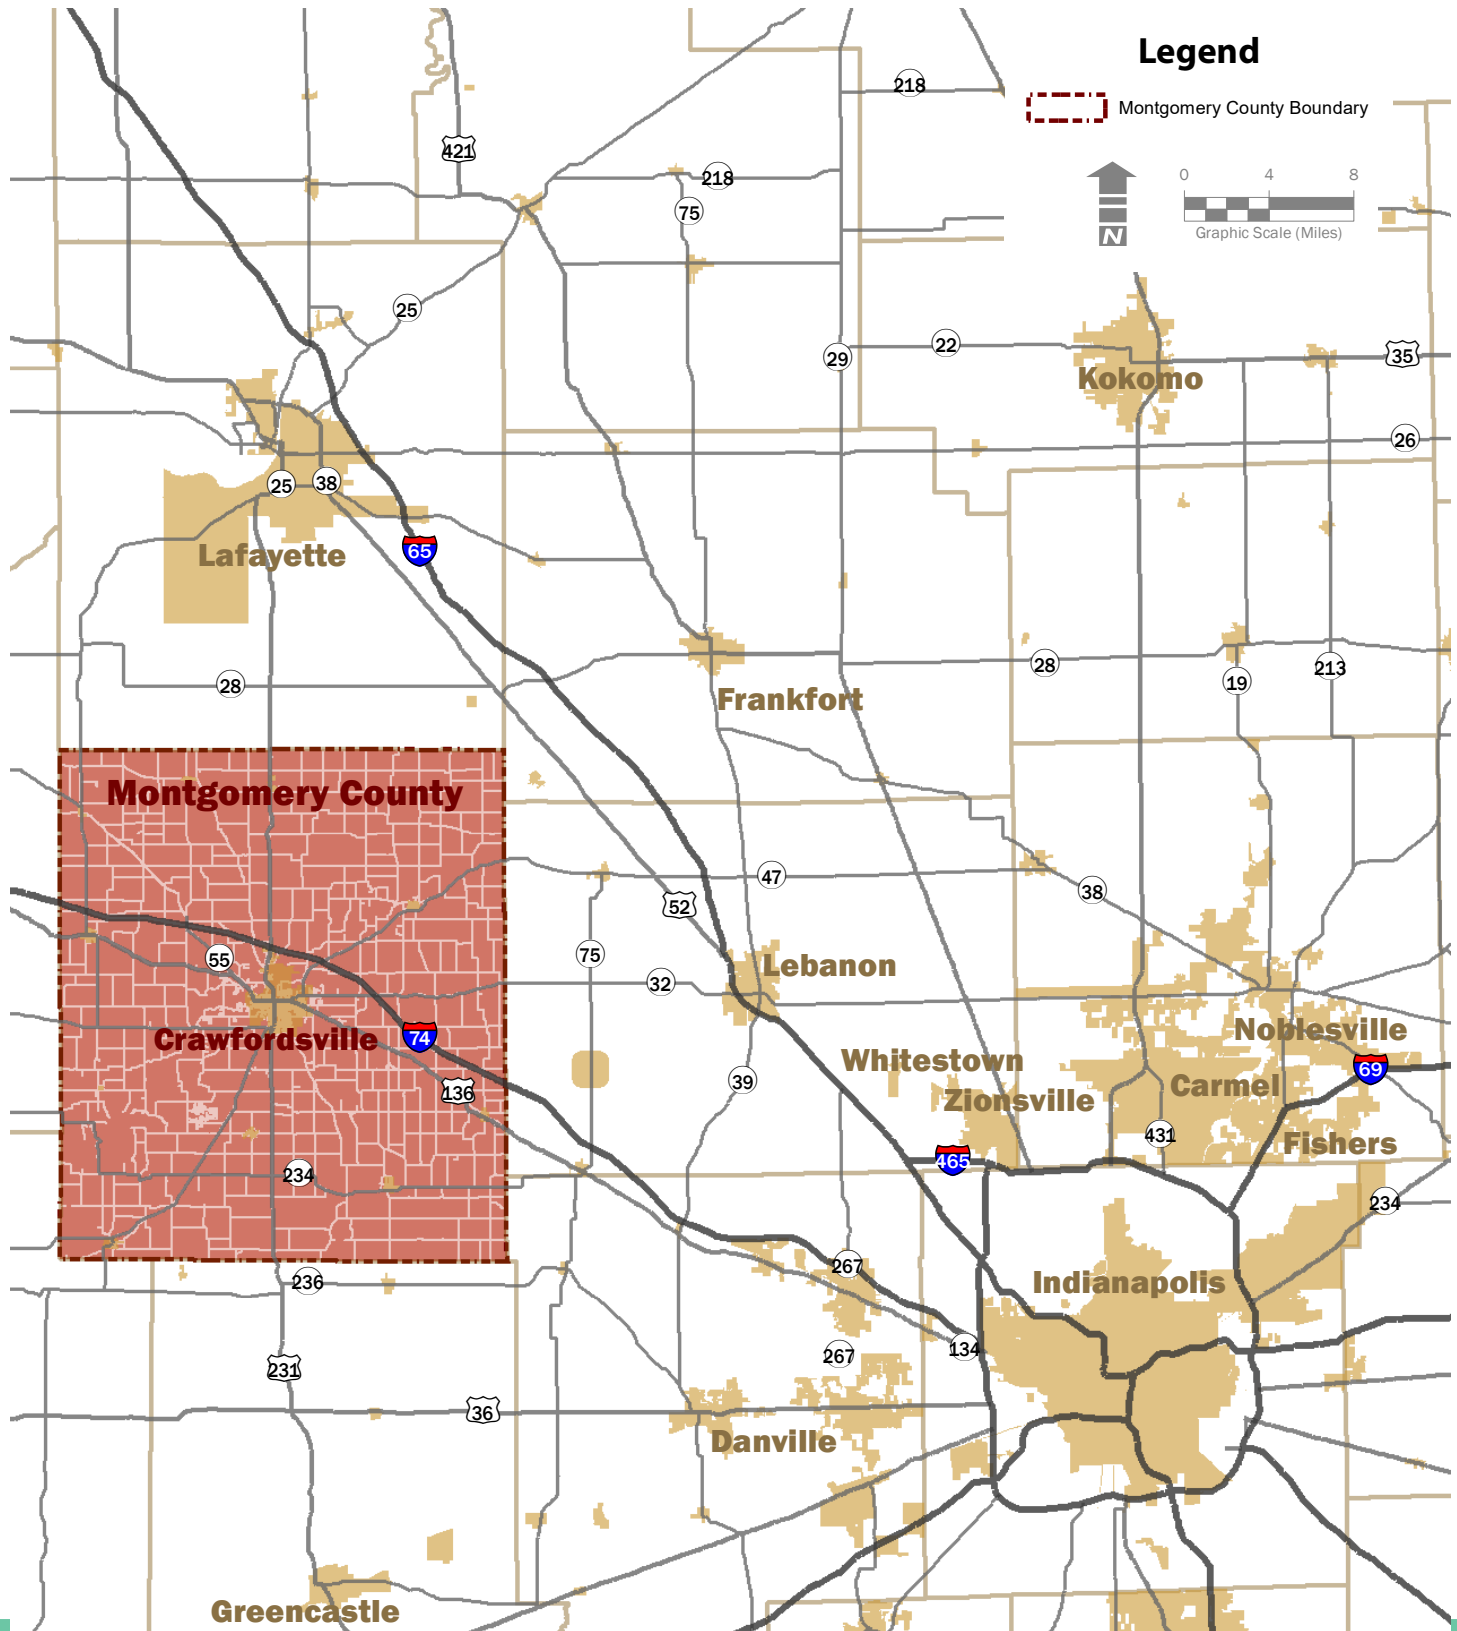 Legend
218
Montgomery County Boundary
421
218
0 4 8
75
N
Graphic Scale (Miles)
25
29
22
35
Kokomo
26
25
38
65
Lafayette
28
28
213
19
Frankfort
Montgomery County
47
38
52
55
75
Lebanon
32
Noblesville
Crawfordsville
74
Whitestown
69
39
Carmel
136
Zionsville
431
Fishers
465
234
234
267
236
Indianapolis
134
267
231
36
Danville
Greencastle